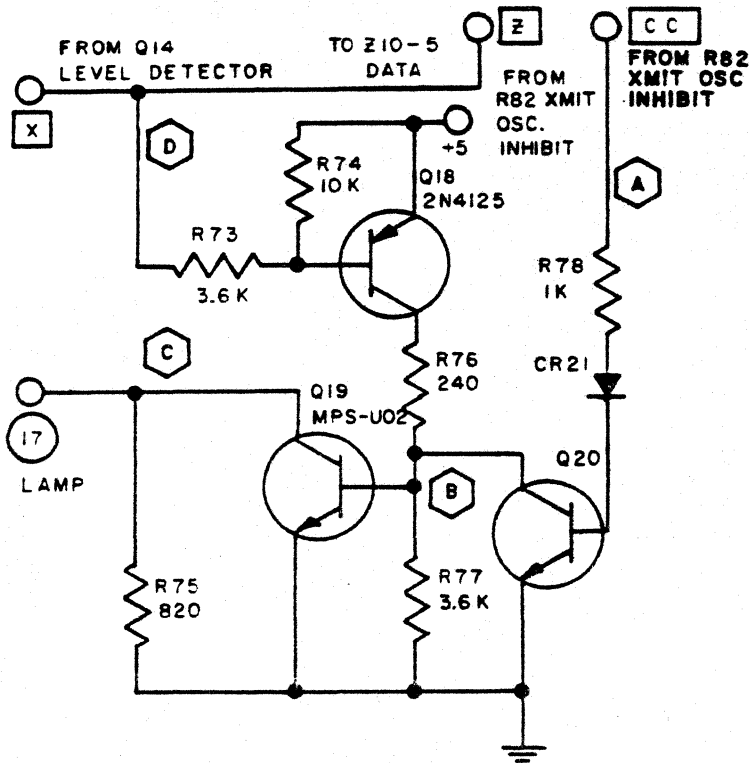 Z
C C
FROM Q14
LEVEL DETECTOR
TO Z10-5
DATA
FROM
R82 XMIT
OSC.
INHIBIT
FROM R82
XMIT OSC
INHIBIT
X
D
+5
R74
10K
Q18
2N4125
A
R73
3.6K
R78
1K
C
R76
240
CR21
Q19
MPS-U02
17
LAMP
B
Q20
R75
820
R77
3.6K